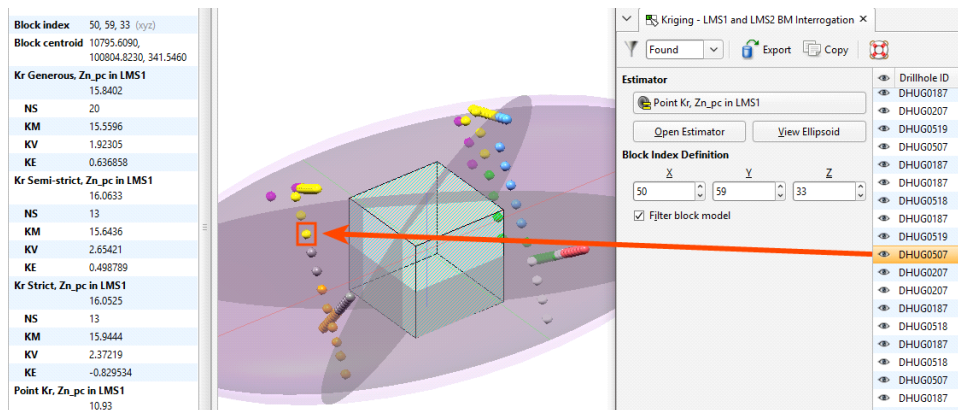 Block index 50, 59, 33 (xyz)
Block centroid 10795.6090,
100804.8230, 341.5460
Kr Generous, Zn_pc in LMS1
15.8402
NS 20
KM 15.5596
KV 1.92305
KE 0.636858
Kr Semi-strict, Zn_pc in LMS1
16.0633
NS 13
KM 15.6436
KV 2.65421
KE 0.498789
Kr Strict, Zn_pc in LMS1
16.0525
NS 13
KM 15.9444
KV 2.37219
KE -0.829534
Point Kr, Zn_pc in LMS1
10.93
Kriging - LMS1 and LMS2 BM Interrogation ×
Found Export Copy
Estimator
Point Kr, Zn_pc in LMS1
Open Estimator View Ellipsoid
Block Index Definition
X Y Z
50 59 33
Filter block model
Drillhole ID
DHUG0187
DHUG0207
DHUG0519
DHUG0507
DHUG0187
DHUG0187
DHUG0518
DHUG0187
DHUG0519
DHUG0507
DHUG0207
DHUG0207
DHUG0187
DHUG0518
DHUG0187
DHUG0518
DHUG0507
DHUG0187